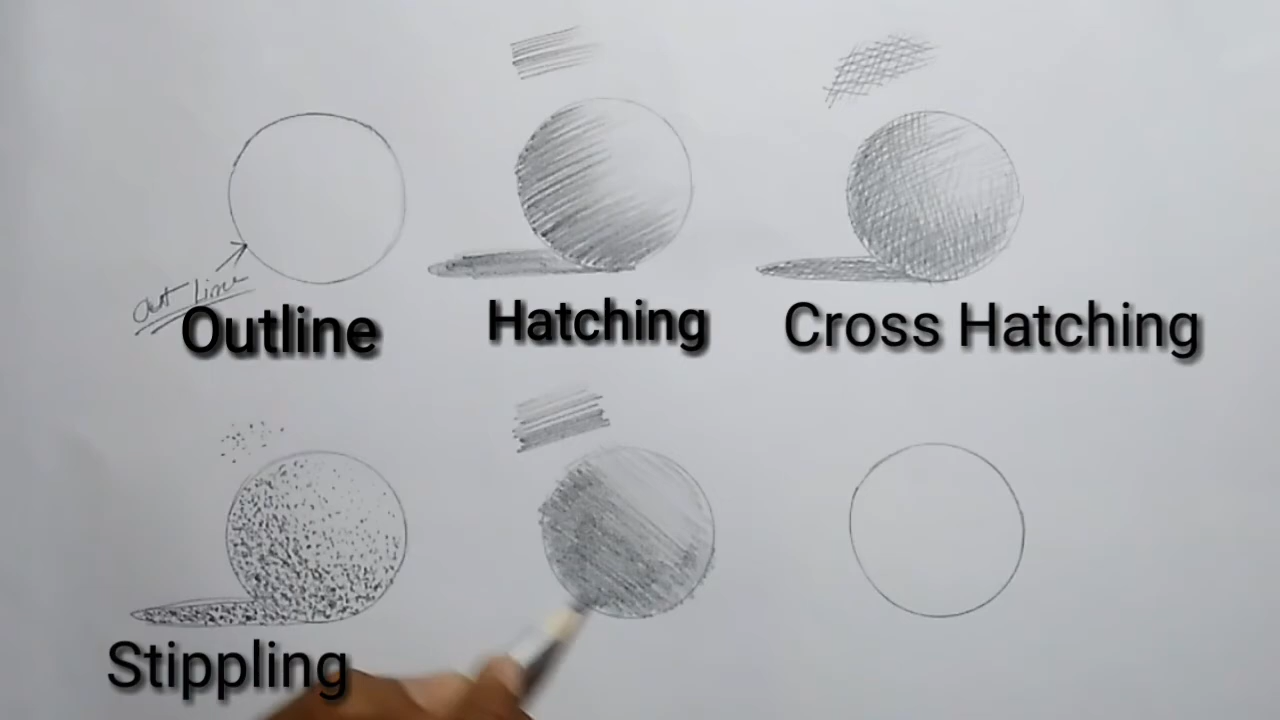 Out Line
Outline
Hatching
Cross Hatching
Stippling